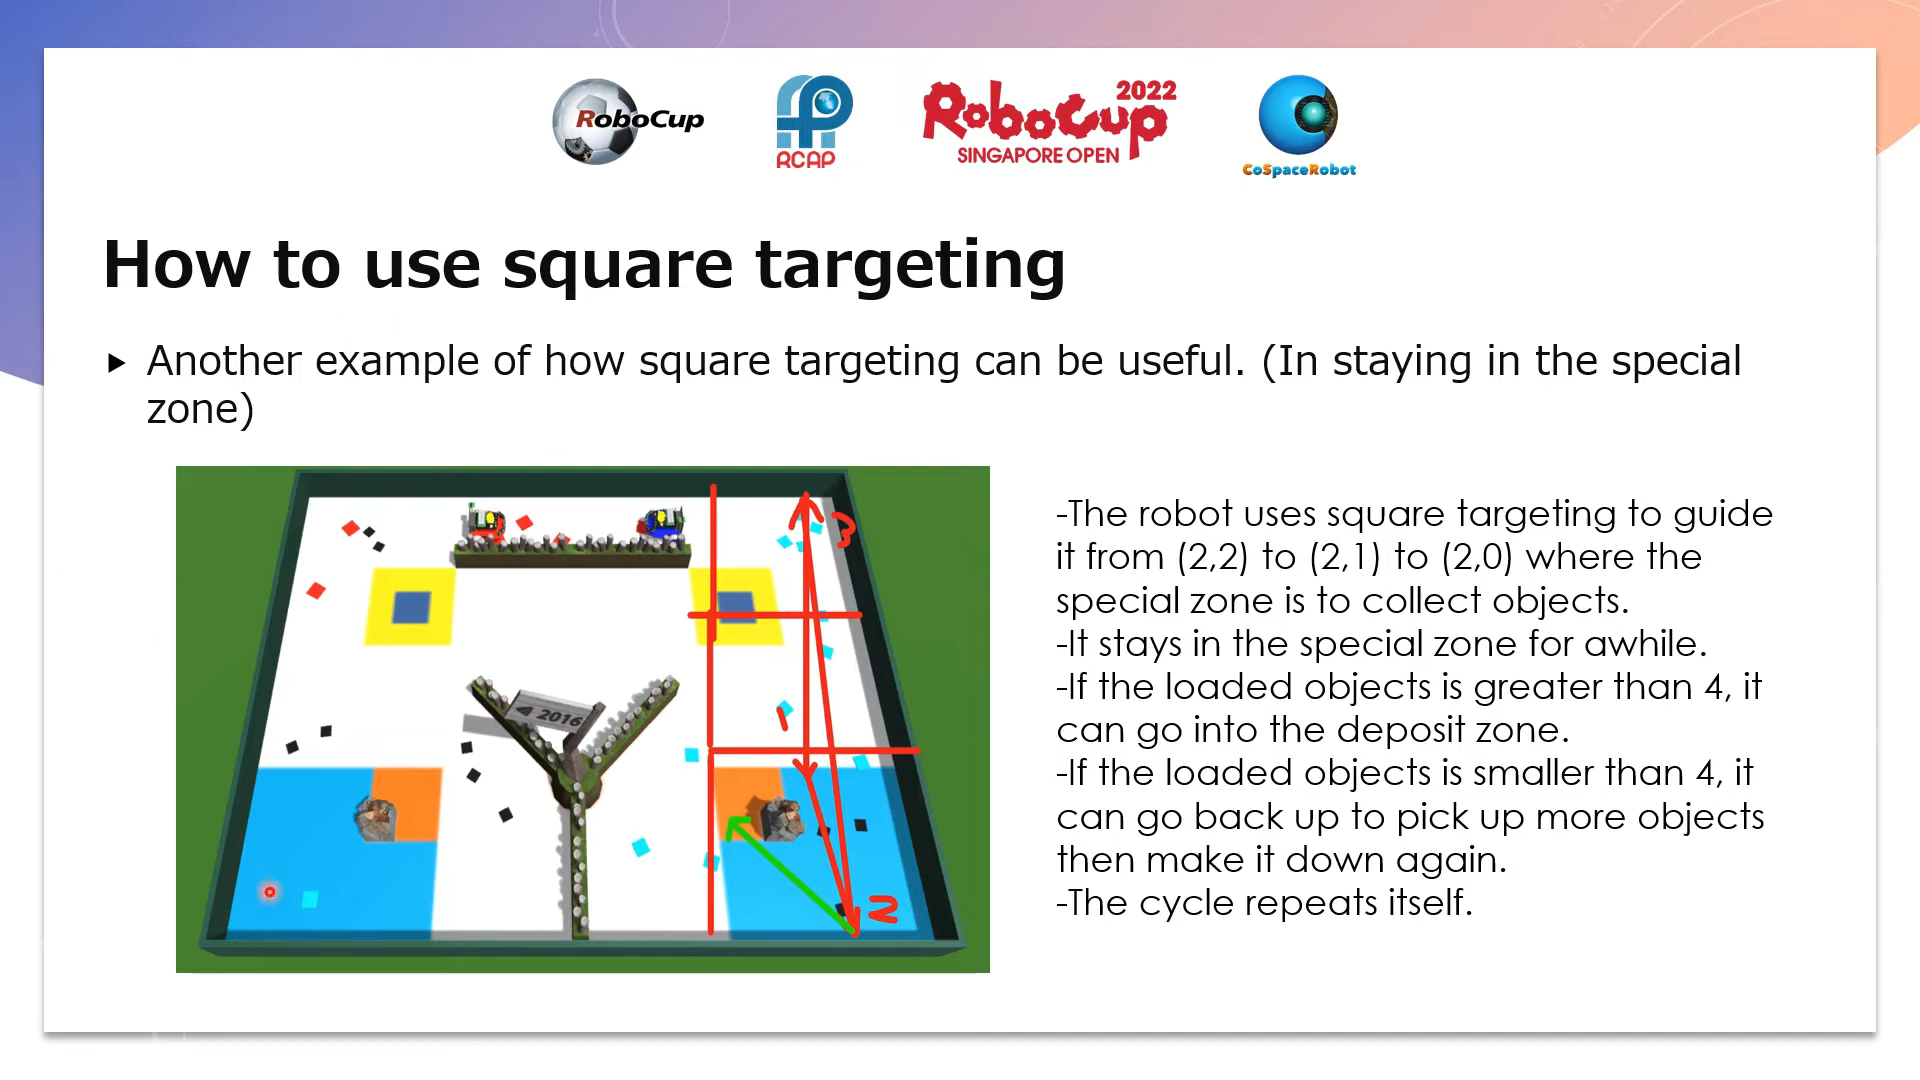 RoboCup
RCAP
RoboCup 2022
SINGAPORE OPEN
CoSpaceRobot
How to use square targeting
Another example of how square targeting can be useful. (In staying in the special
zone)
3
2016
1
2
-The robot uses square targeting to guide
it from (2,2) to (2,1) to (2,0) where the
special zone is to collect objects.
-It stays in the special zone for awhile.
-If the loaded objects is greater than 4, it
can go into the deposit zone.
-If the loaded objects is smaller than 4, it
can go back up to pick up more objects
then make it down again.
-The cycle repeats itself.